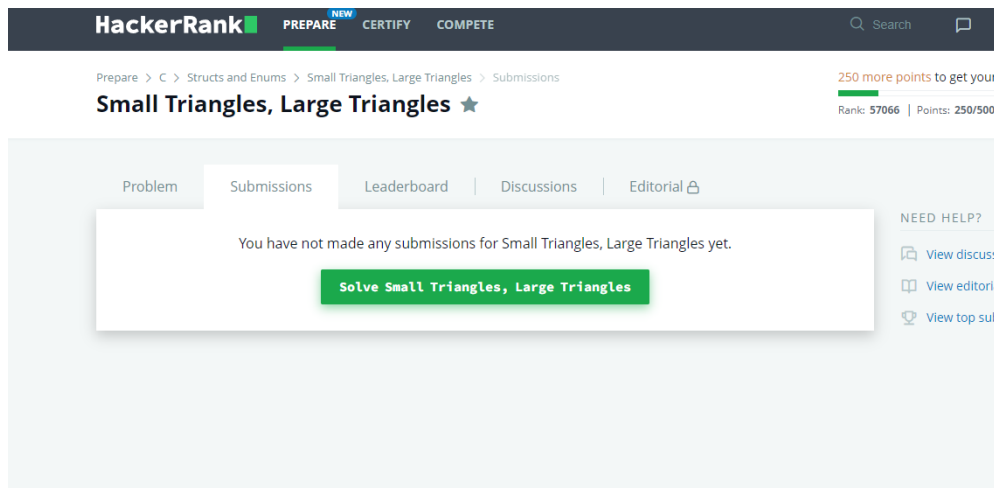 HackerRank PREPARE NEW CERTIFY COMPETE Search
Prepare > C > Structs and Enums > Small Triangles, Large Triangles > Submissions
250 more points to get your
Small Triangles, Large Triangles
Rank: 57066 | Points: 250/500
Problem Submissions Leaderboard Discussions Editorial
NEED HELP?
You have not made any submissions for Small Triangles, Large Triangles yet.
View discuss
Solve Small Triangles, Large Triangles
View editori
View top sul